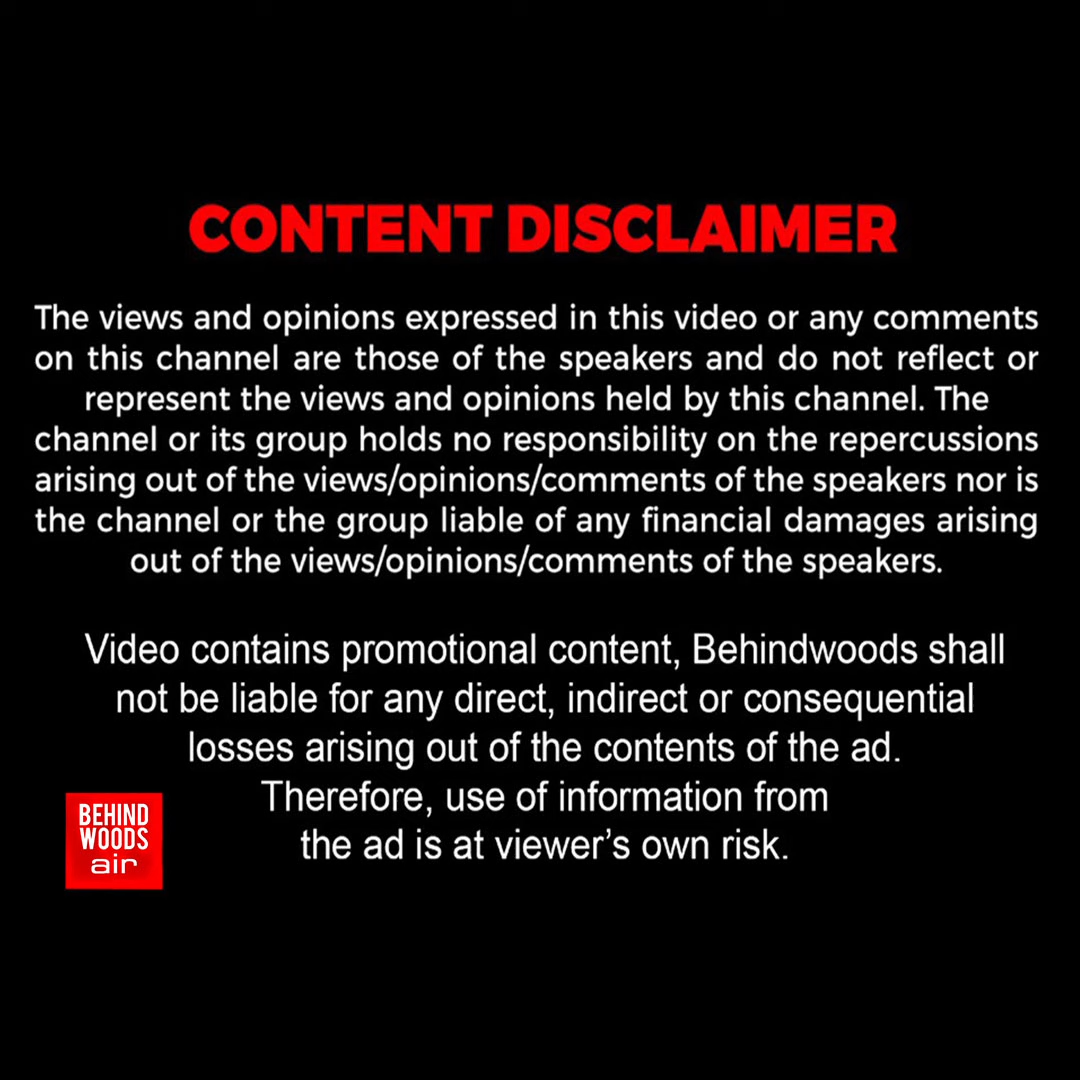 CONTENT DISCLAIMER
The views and opinions expressed in this video or any comments
on this channel are those of the speakers and do not reflect or
represent the views and opinions held by this channel. The
channel or its group holds no responsibility on the repercussions
arising out of the views/opinions/comments of the speakers nor is
the channel or the group liable of any financial damages arising
out of the views/opinions/comments of the speakers.
Video contains promotional content, Behindwoods shall
not be liable for any direct, indirect or consequential
losses arising out of the contents of the ad.
Therefore, use of information from
the ad is at viewer’s own risk.
BEHIND
WOODS
air